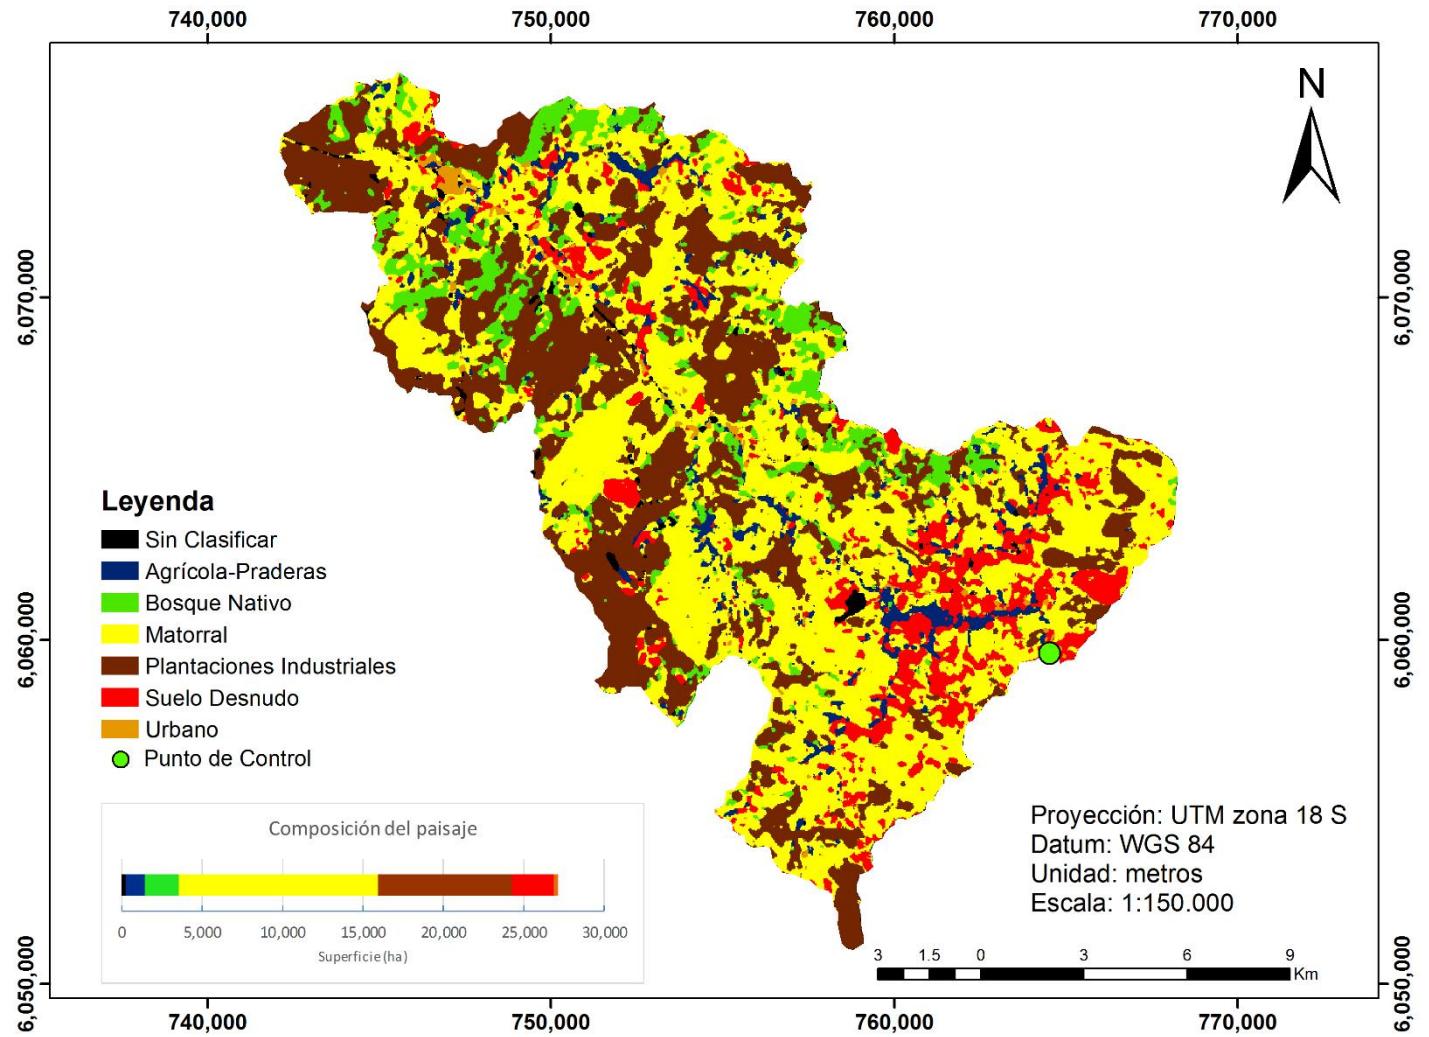 740,000
750,000
760,000
770,000
N
6,070,000
6,070,000
Leyenda
Sin Clasificar
Agrícola-Praderas
Bosque Nativo
Matorral
Plantaciones Industriales
Suelo Desnudo
Urbano
Punto de Control
6,060,000
6,060,000
Composición del paisaje
0 5,000 10,000 15,000 20,000 25,000 30,000
Superficie (ha)
Proyección: UTM zona 18 S
Datum: WGS 84
Unidad: metros
Escala: 1:150.000
3 1.5 0 3 6 9
Km
6,050,000
6,050,000
740,000
750,000
760,000
770,000